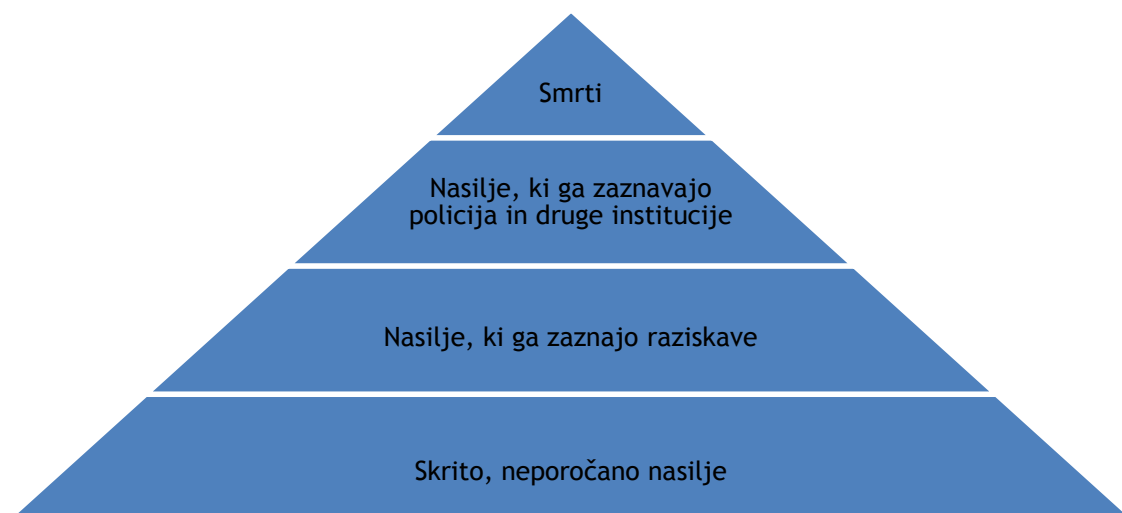 Smrti
Nasilje, ki ga zaznavajo
policija in druge institucije
Nasilje, ki ga zaznajo raziskave
Skrito, neporočano nasilje